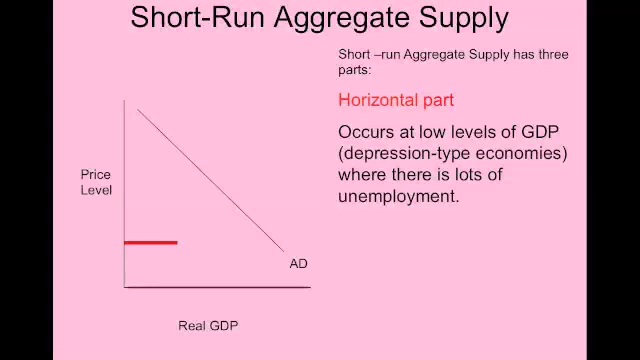 Short-Run Aggregate Supply
Short –run Aggregate Supply has three
parts:
Horizontal part
Occurs at low levels of GDP
(depression-type economies)
where there is lots of
unemployment.
Price
Level
AD
Real GDP